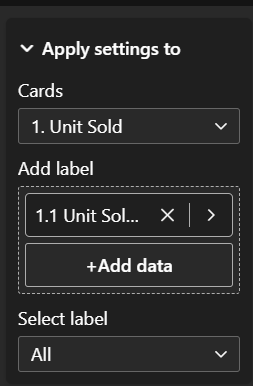 Apply settings to
Cards
1. Unit Sold
Add label
1.1 Unit Sol...
+Add data
Select label
All